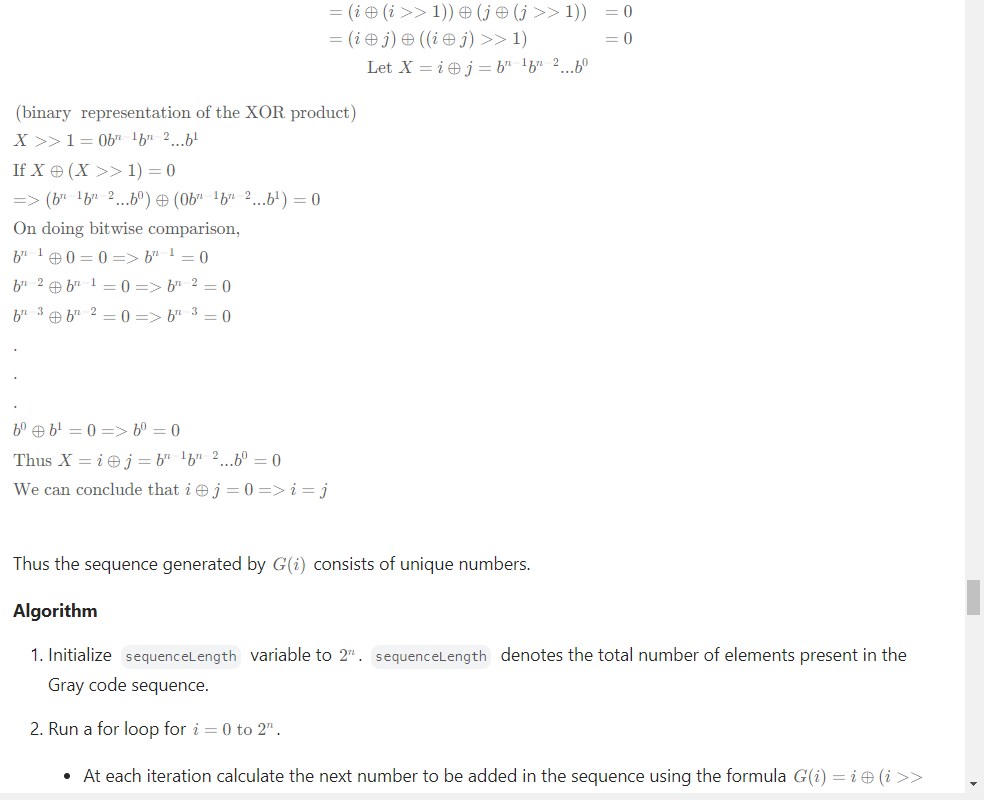 = (i ⊕ (i >> 1)) ⊕ (j ⊕ (j >> 1)) = 0
= (i ⊕ j) ⊕ ((i ⊕ j) >> 1) = 0
Let X = i ⊕ j = bⁿ⁻¹bⁿ⁻²...b⁰
(binary representation of the XOR product)
X >> 1 = 0bⁿ⁻¹bⁿ⁻²...b¹
If X ⊕ (X >> 1) = 0
=> (bⁿ⁻¹bⁿ⁻²...b⁰) ⊕ (0bⁿ⁻¹bⁿ⁻²...b¹) = 0
On doing bitwise comparison,
bⁿ⁻¹ ⊕ 0 = 0 => bⁿ⁻¹ = 0
bⁿ⁻² ⊕ bⁿ⁻¹ = 0 => bⁿ⁻² = 0
bⁿ⁻³ ⊕ bⁿ⁻² = 0 => bⁿ⁻³ = 0
.
.
.
b⁰ ⊕ b¹ = 0 => b⁰ = 0
Thus X = i ⊕ j = bⁿ⁻¹bⁿ⁻²...b⁰ = 0
We can conclude that i ⊕ j = 0 => i = j
Thus the sequence generated by G(i) consists of unique numbers.
Algorithm
1. Initialize sequenceLength variable to 2ⁿ. sequenceLength denotes the total number of elements present in the
Gray code sequence.
2. Run a for loop for i = 0 to 2ⁿ.
• At each iteration calculate the next number to be added in the sequence using the formula G(i) = i ⊕ (i >>